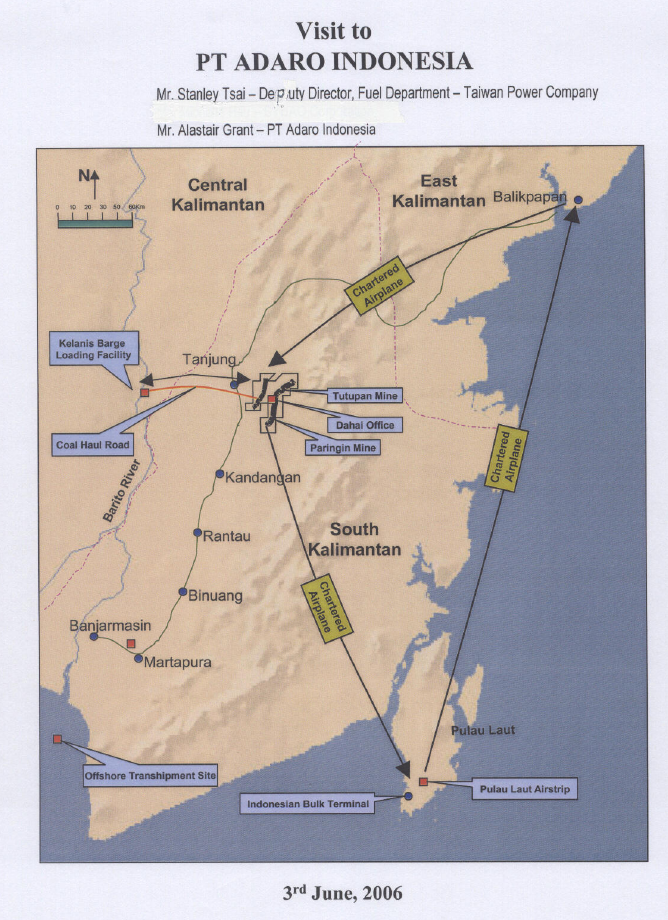 Visit to
PT ADARO INDONESIA
Mr. Stanley Tsai – Deputy Director, Fuel Department – Taiwan Power Company
Mr. Alastair Grant – PT Adaro Indonesia
N
0 10 20 30 50 60Km
Central
Kalimantan
East
Kalimantan
Balikpapan
Chartered
Airplane
Kelanis Barge
Loading Facility
Tanjung
Tutupan Mine
Dahai Office
Coal Haul Road
Paringin Mine
Chartered
Airplane
Barito River
Kandangan
South
Kalimantan
Rantau
Binuang
Chartered
Airplane
Banjarmasin
Martapura
Pulau Laut
Offshore Transhipment Site
Pulau Laut Airstrip
Indonesian Bulk Terminal
3rd June, 2006